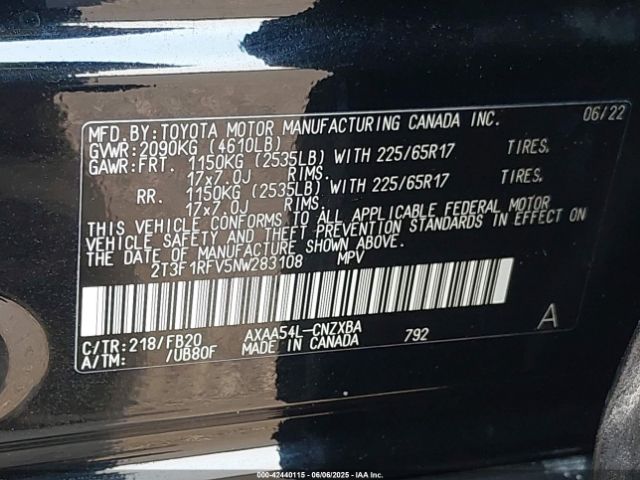 MFD. BY: TOYOTA MOTOR MANUFACTURING CANADA INC. 06/22
GVWR: 2090KG (4610LB)
GAWR: FRT. 1150KG (2535LB) WITH 225/65R17 TIRES,
17x7.0J RIMS.
RR. 1150KG (2535LB) WITH 225/65R17 TIRES,
17x7.0J RIMS.
THIS VEHICLE CONFORMS TO ALL APPLICABLE FEDERAL MOTOR
VEHICLE SAFETY AND THEFT PREVENTION STANDARDS IN EFFECT ON
THE DATE OF MANUFACTURE SHOWN ABOVE.
2T3F1RFV5NW283108 MPV
C/TR: 218/FB20 AXAA54L-CNZXBA 792 A
A/TM: /UB80F MADE IN CANADA
000-42440115 - 06/06/2025 - IAA Inc.